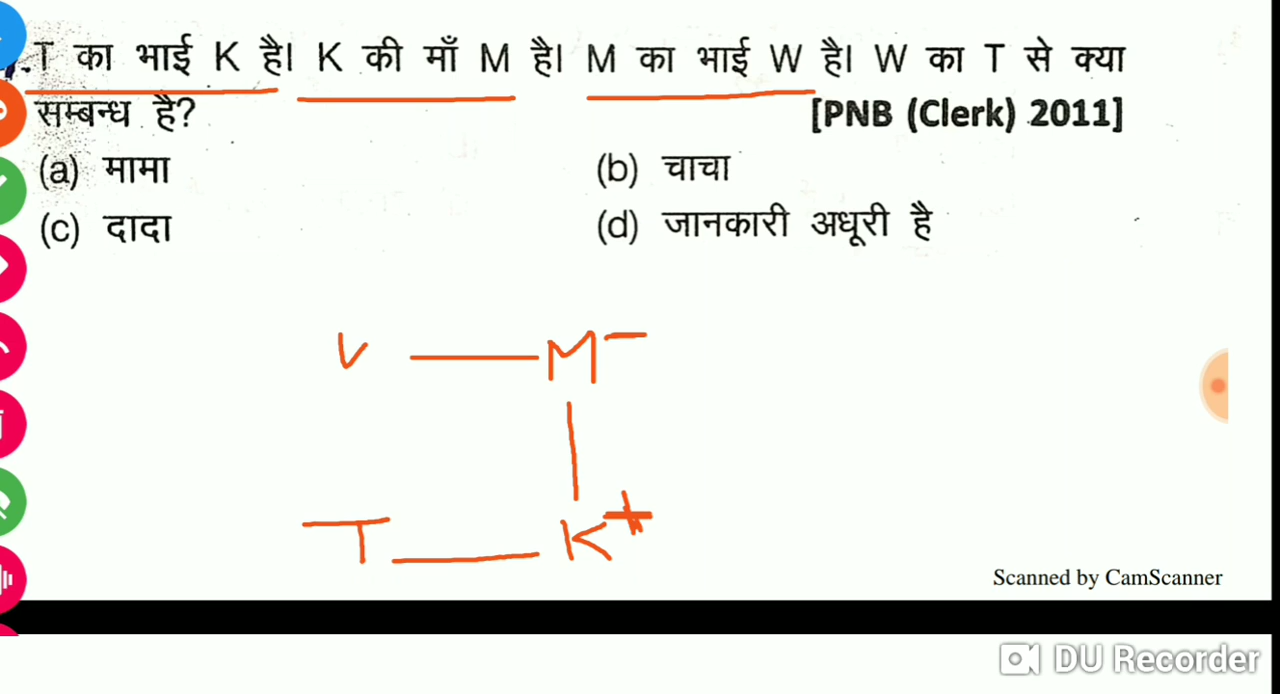 .T का भाई K है। K की माँ M है। M का भाई W है। W का T से क्या
सम्बन्ध है?
[PNB (Clerk) 2011]
(a) मामा
(b) चाचा
(c) दादा
(d) जानकारी अधूरी है
V — M −
T — K +
Scanned by CamScanner
DU Recorder